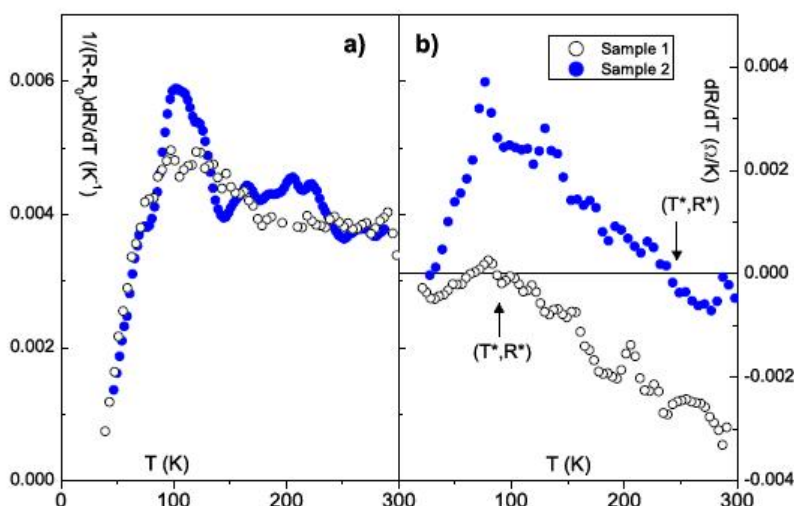 a)
b)
Sample 1
Sample 2
1/(R-R₀)dR/dT (K⁻¹)
dR/dT (Ω/K)
0.006
0.004
0.002
0.000
0.004
0.002
0.000
-0.002
-0.004
(T*,R*)
(T*,R*)
T (K)
T (K)
0
100
200
300
100
200
300